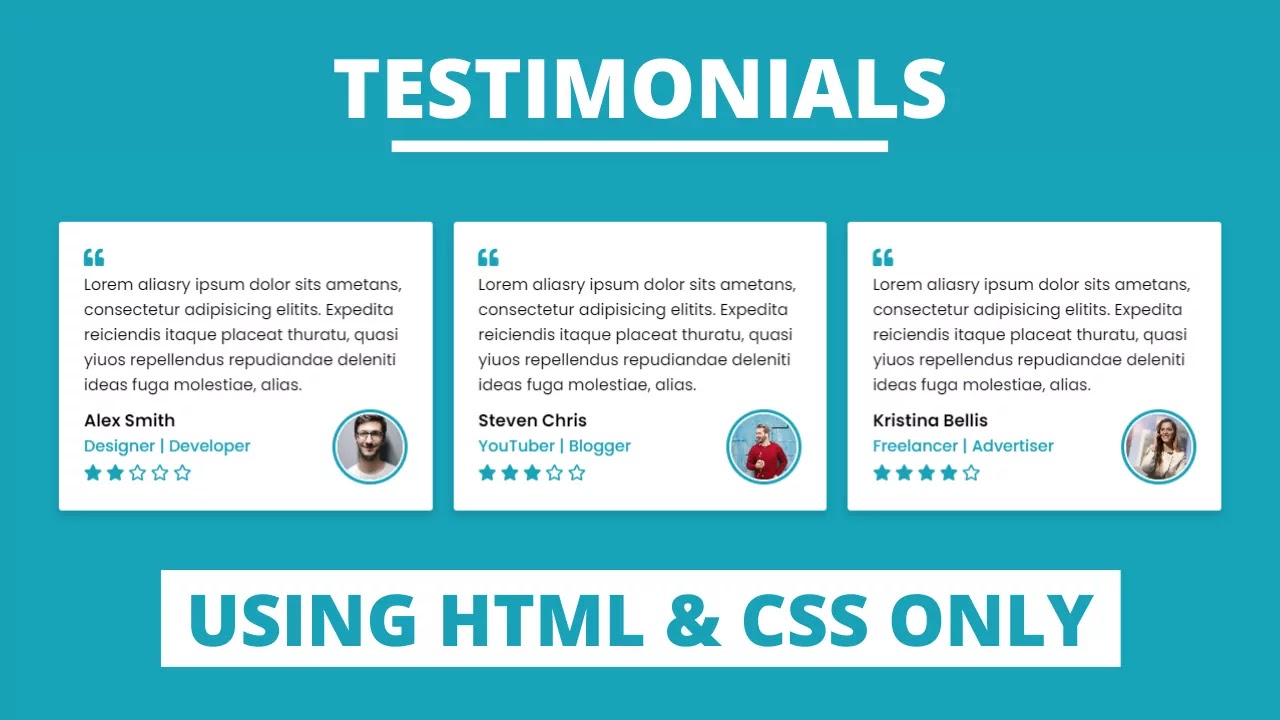 TESTIMONIALS
“
Lorem aliasry ipsum dolor sits ametans,
consectetur adipisicing elitits. Expedita
reiciendis itaque placeat thuratu, quasi
yiuos repellendus repudiandae deleniti
ideas fuga molestiae, alias.
Alex Smith
Designer | Developer
“
Lorem aliasry ipsum dolor sits ametans,
consectetur adipisicing elitits. Expedita
reiciendis itaque placeat thuratu, quasi
yiuos repellendus repudiandae deleniti
ideas fuga molestiae, alias.
Steven Chris
YouTuber | Blogger
“
Lorem aliasry ipsum dolor sits ametans,
consectetur adipisicing elitits. Expedita
reiciendis itaque placeat thuratu, quasi
yiuos repellendus repudiandae deleniti
ideas fuga molestiae, alias.
Kristina Bellis
Freelancer | Advertiser
USING HTML & CSS ONLY